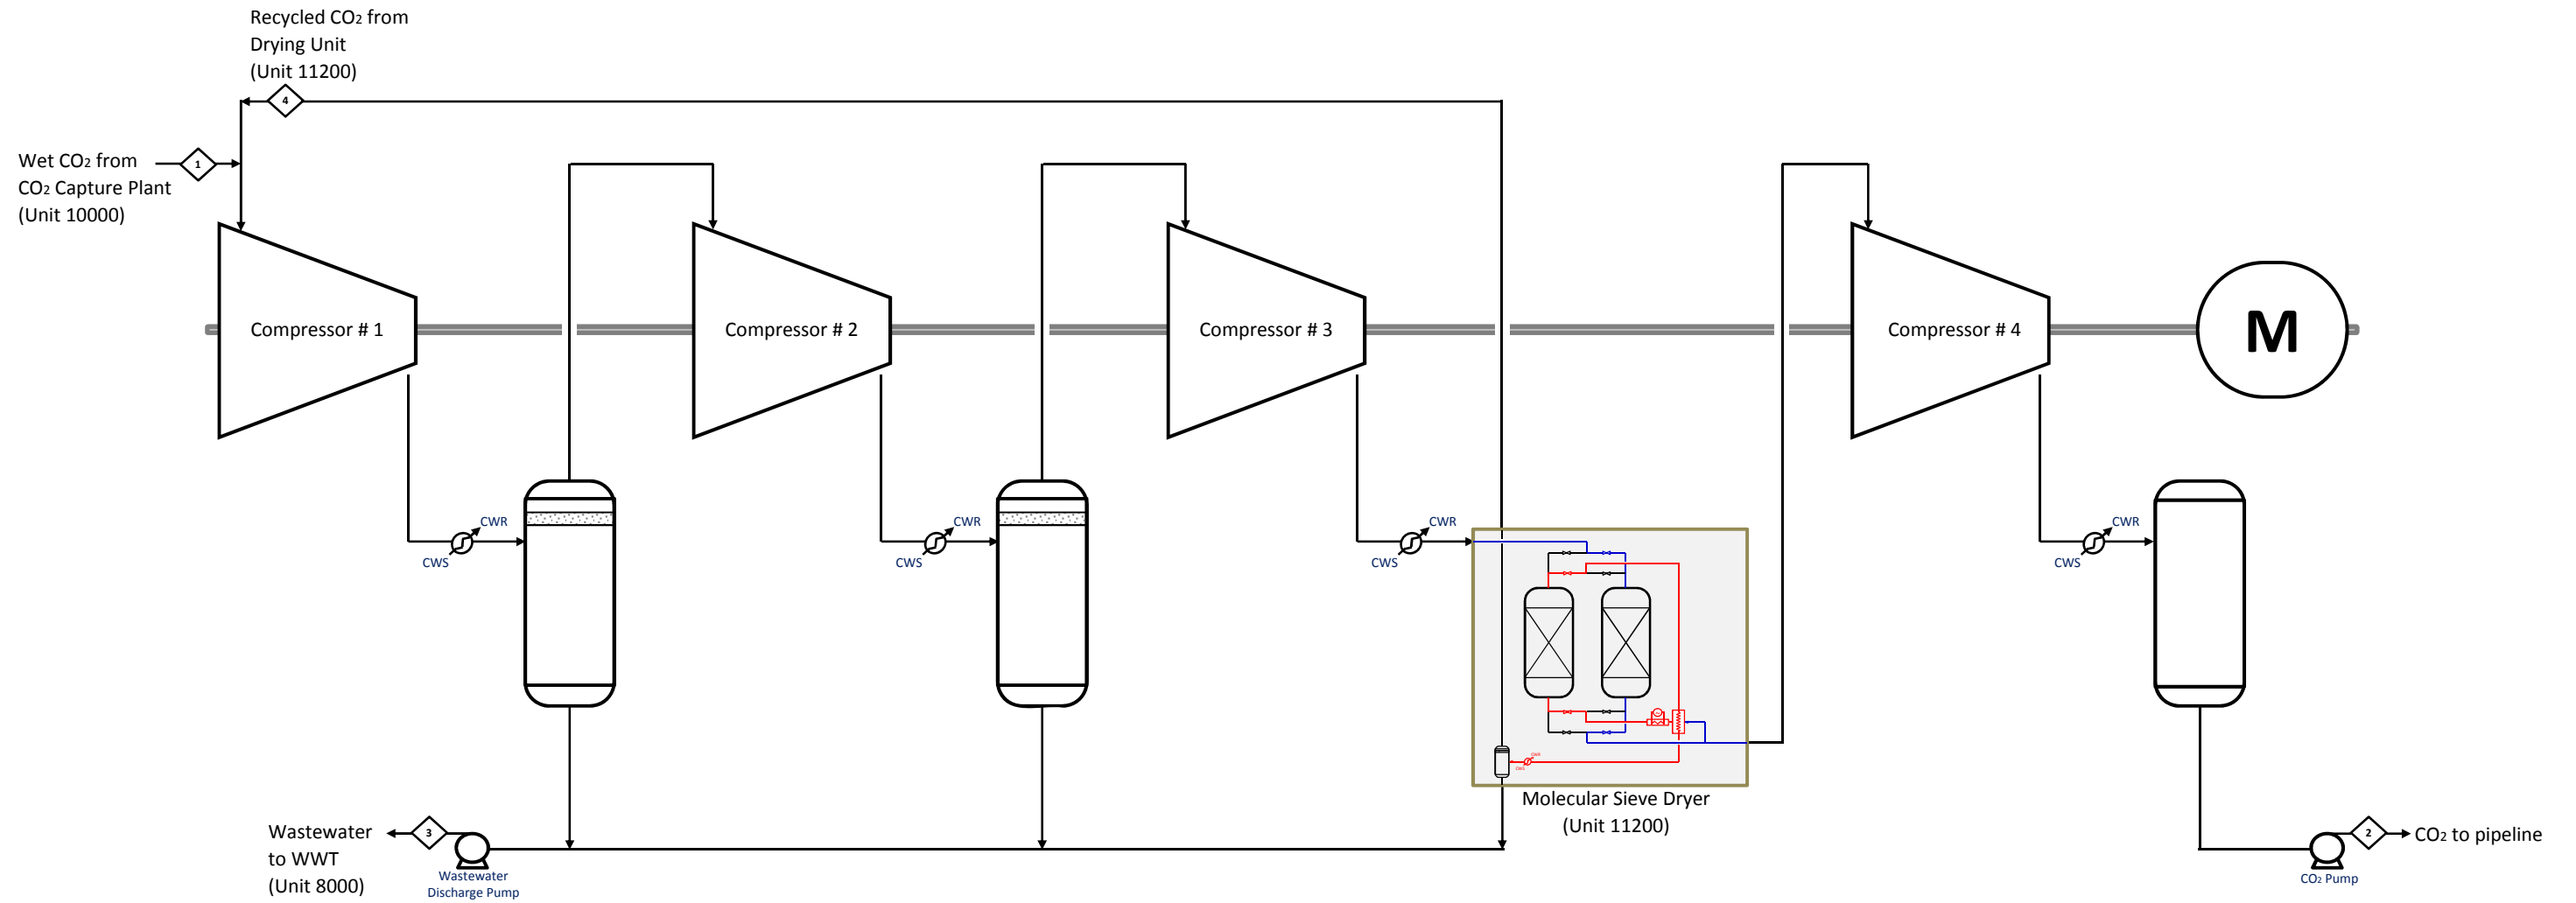 Recycled CO2 from
Drying Unit
(Unit 11200)
4
Wet CO2 from
CO2 Capture Plant
(Unit 10000)
1
Compressor # 1
Compressor # 2
Compressor # 3
Compressor # 4
M
CWR
CWS
CWR
CWS
CWR
CWS
CWR
CWS
CWR
CWS
Molecular Sieve Dryer
(Unit 11200)
Wastewater
to WWT
(Unit 8000)
3
Wastewater
Discharge Pump
2
CO2 to pipeline
CO2 Pump